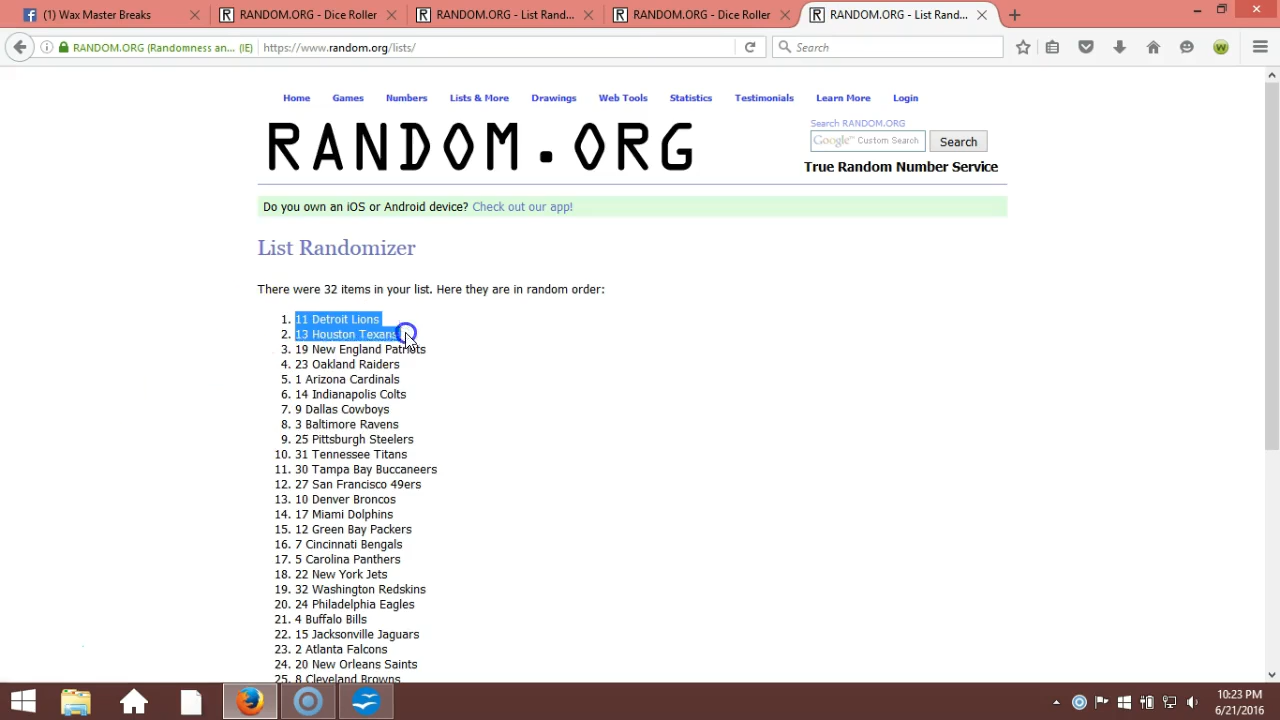 (1) Wax Master Breaks
RANDOM.ORG - Dice Roller
RANDOM.ORG - List Rand...
RANDOM.ORG - Dice Roller
RANDOM.ORG - List Rand...
RANDOM.ORG (Randomness an... (IE)
https://www.random.org/lists/
Search
Home Games Numbers Lists & More Drawings Web Tools Statistics Testimonials Learn More Login
Search RANDOM.ORG
RANDOM.ORG
Google™ Custom Search
Search
True Random Number Service
Do you own an iOS or Android device? Check out our app!
List Randomizer
There were 32 items in your list. Here they are in random order:
1. 11 Detroit Lions
2. 13 Houston Texans
3. 19 New England Patriots
4. 23 Oakland Raiders
5. 1 Arizona Cardinals
6. 14 Indianapolis Colts
7. 9 Dallas Cowboys
8. 3 Baltimore Ravens
9. 25 Pittsburgh Steelers
10. 31 Tennessee Titans
11. 30 Tampa Bay Buccaneers
12. 27 San Francisco 49ers
13. 10 Denver Broncos
14. 17 Miami Dolphins
15. 12 Green Bay Packers
16. 7 Cincinnati Bengals
17. 5 Carolina Panthers
18. 22 New York Jets
19. 32 Washington Redskins
20. 24 Philadelphia Eagles
21. 4 Buffalo Bills
22. 15 Jacksonville Jaguars
23. 2 Atlanta Falcons
24. 20 New Orleans Saints
25. 8 Cleveland Browns
10:23 PM
6/21/2016